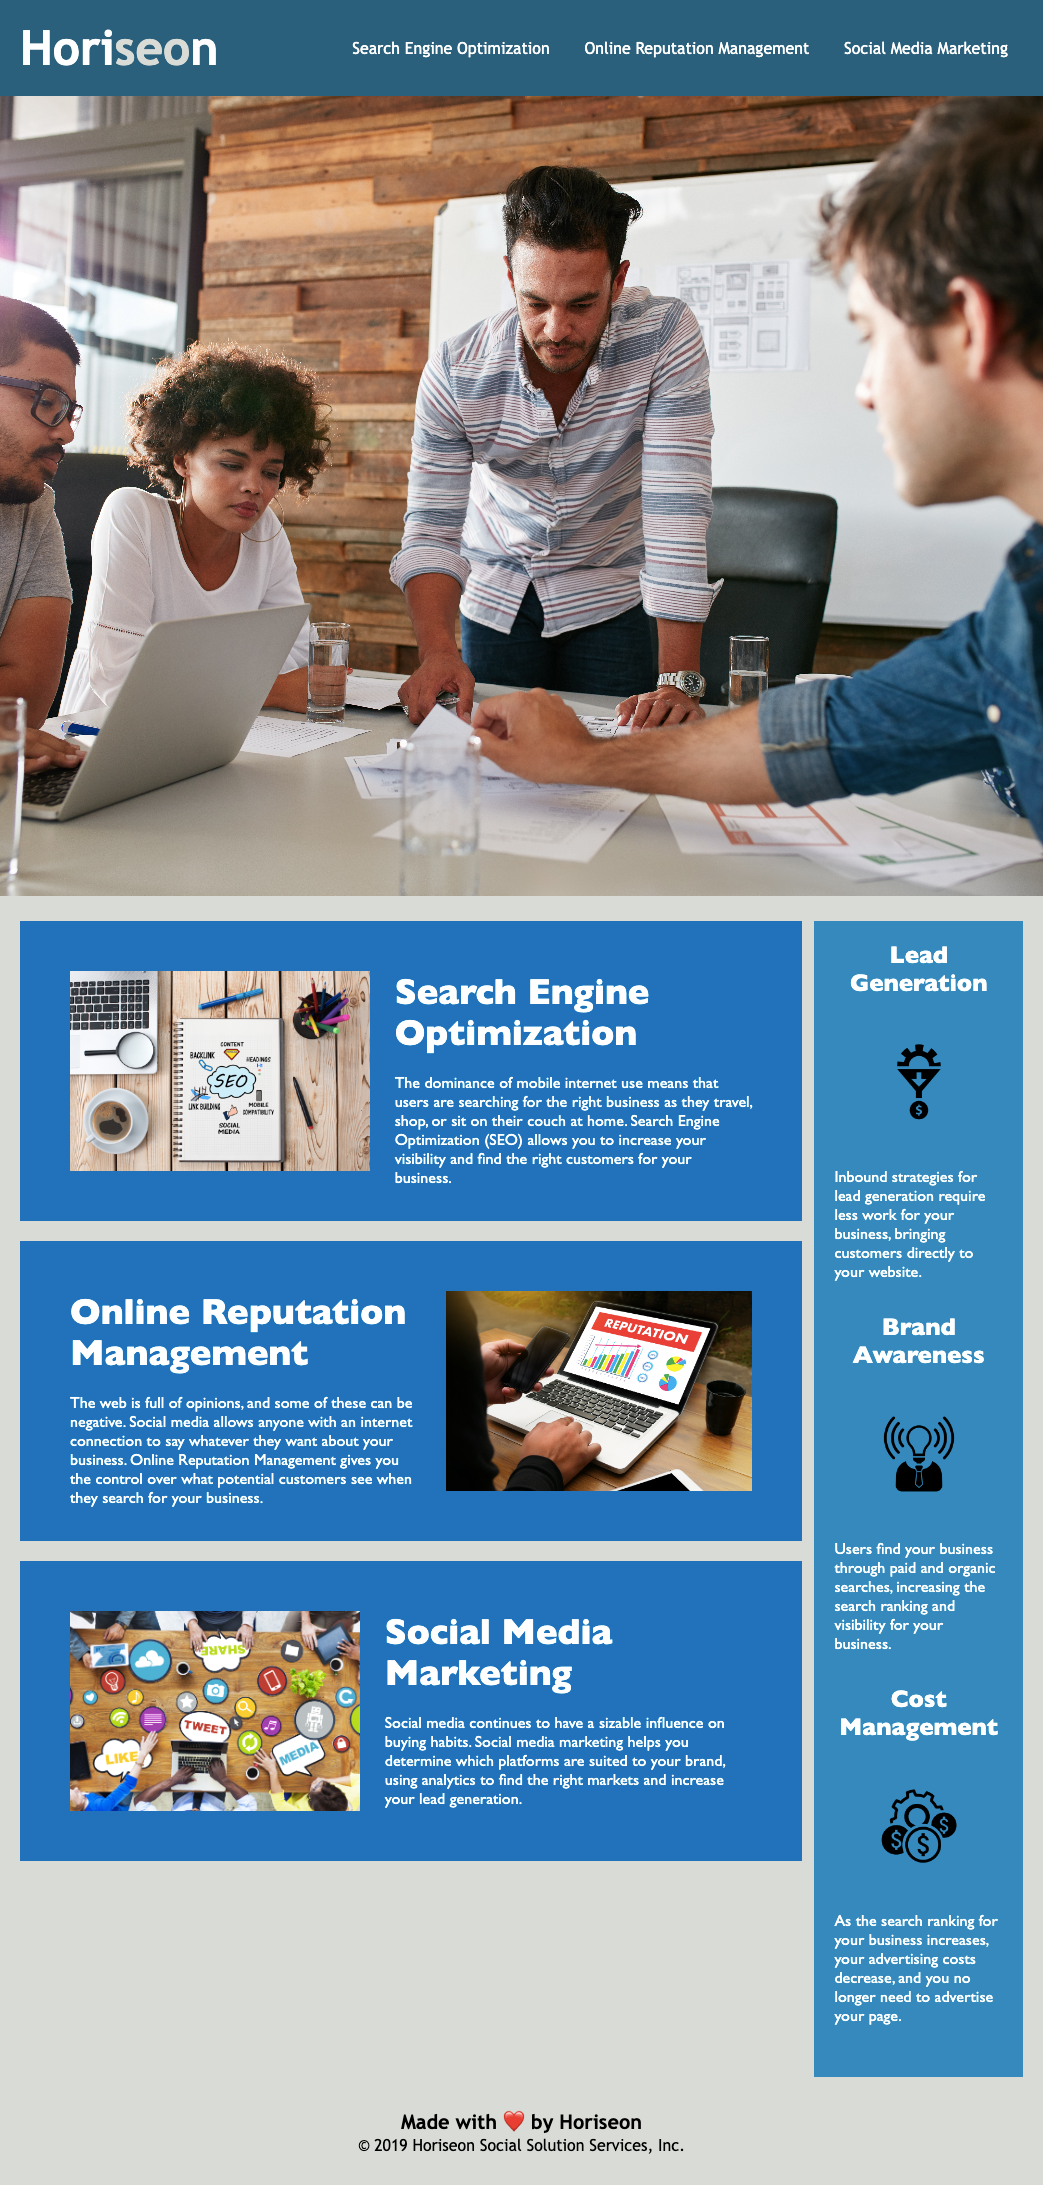 Horiseon
Search Engine Optimization
Online Reputation Management
Social Media Marketing
CONTENT
BACKLINK
HEADINGS
SEO
LINK BUILDING
MOBILE
COMPATIBILITY
SOCIAL
MEDIA
Search Engine
Optimization
The dominance of mobile internet use means that
users are searching for the right business as they travel,
shop, or sit on their couch at home. Search Engine
Optimization (SEO) allows you to increase your
visibility and find the right customers for your
business.
Online Reputation
Management
The web is full of opinions, and some of these can be
negative. Social media allows anyone with an internet
connection to say whatever they want about your
business. Online Reputation Management gives you
the control over what potential customers see when
they search for your business.
REPUTATION
SHARE
TWEET
LIKE
MEDIA
Social Media
Marketing
Social media continues to have a sizable influence on
buying habits. Social media marketing helps you
determine which platforms are suited to your brand,
using analytics to find the right markets and increase
your lead generation.
Lead
Generation
$
Inbound strategies for
lead generation require
less work for your
business, bringing
customers directly to
your website.
Brand
Awareness
Users find your business
through paid and organic
searches, increasing the
search ranking and
visibility for your
business.
Cost
Management
$ $ $
As the search ranking for
your business increases,
your advertising costs
decrease, and you no
longer need to advertise
your page.
Made with ❤️ by Horiseon
© 2019 Horiseon Social Solution Services, Inc.